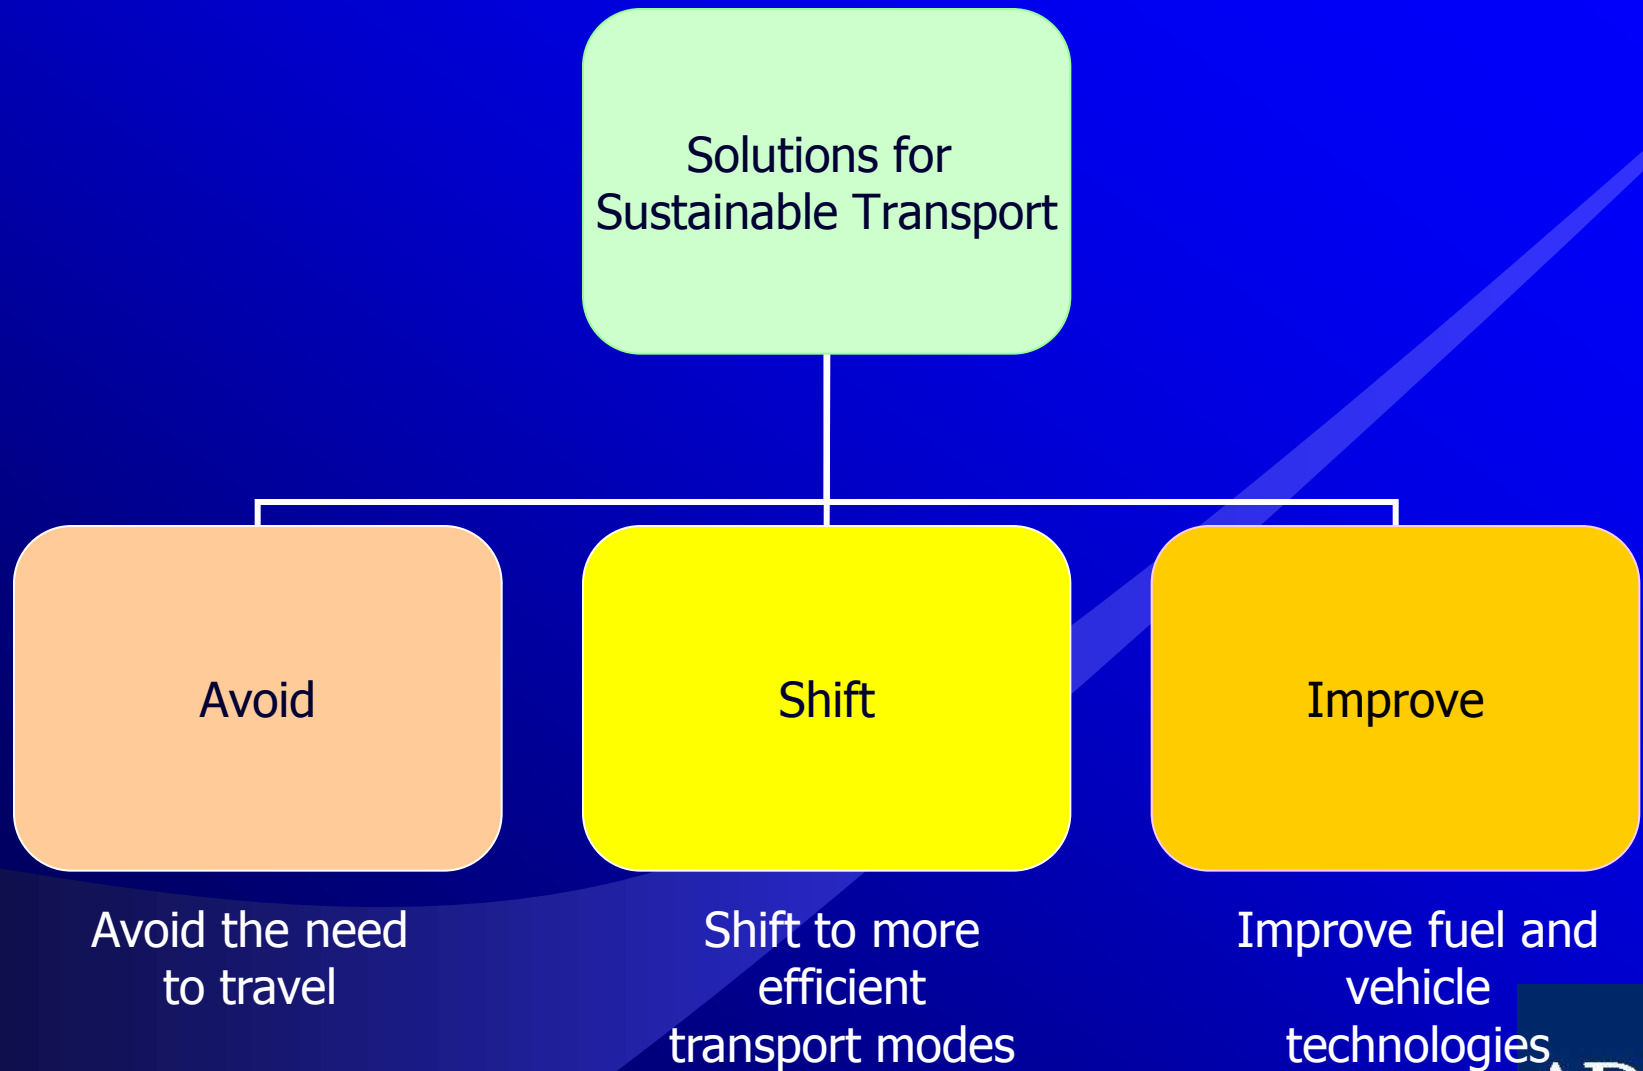 Solutions for
Sustainable Transport
Avoid
Shift
Improve
Avoid the need
to travel
Shift to more
efficient
transport modes
Improve fuel and
vehicle
technologies